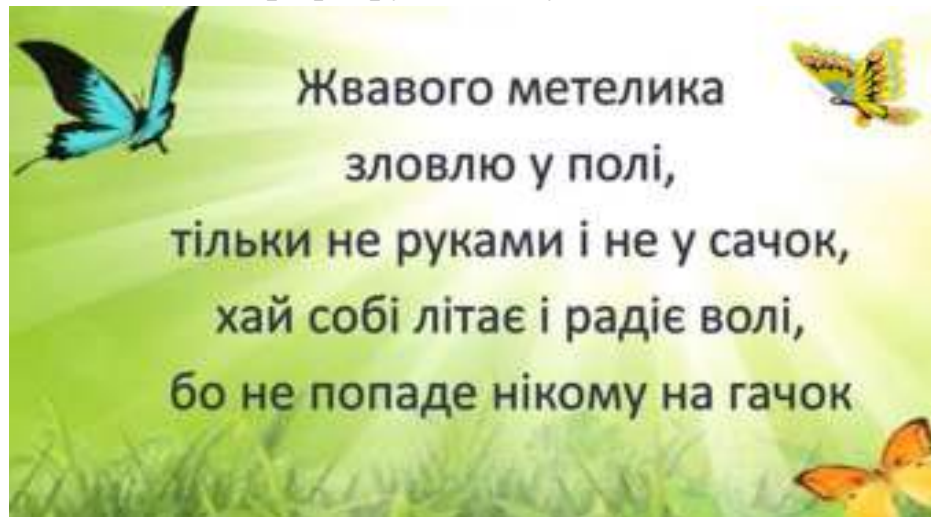 Жвавого метелика
зловлю у полі,
тільки не руками і не у сачок,
хай собі літає і радіє волі,
бо не попаде нікому на гачок